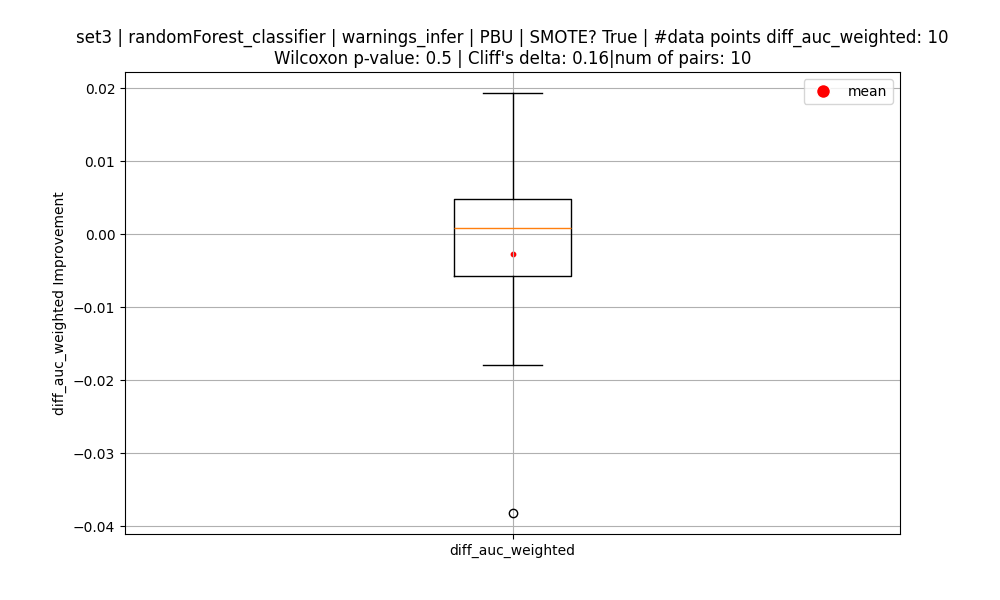 set3 | randomForest_classifier | warnings_infer | PBU | SMOTE? True | #data points diff_auc_weighted: 10
Wilcoxon p-value: 0.5 | Cliff's delta: 0.16|num of pairs: 10
mean
0.02
0.01
0.00
−0.01
−0.02
−0.03
−0.04
diff_auc_weighted Improvement
diff_auc_weighted